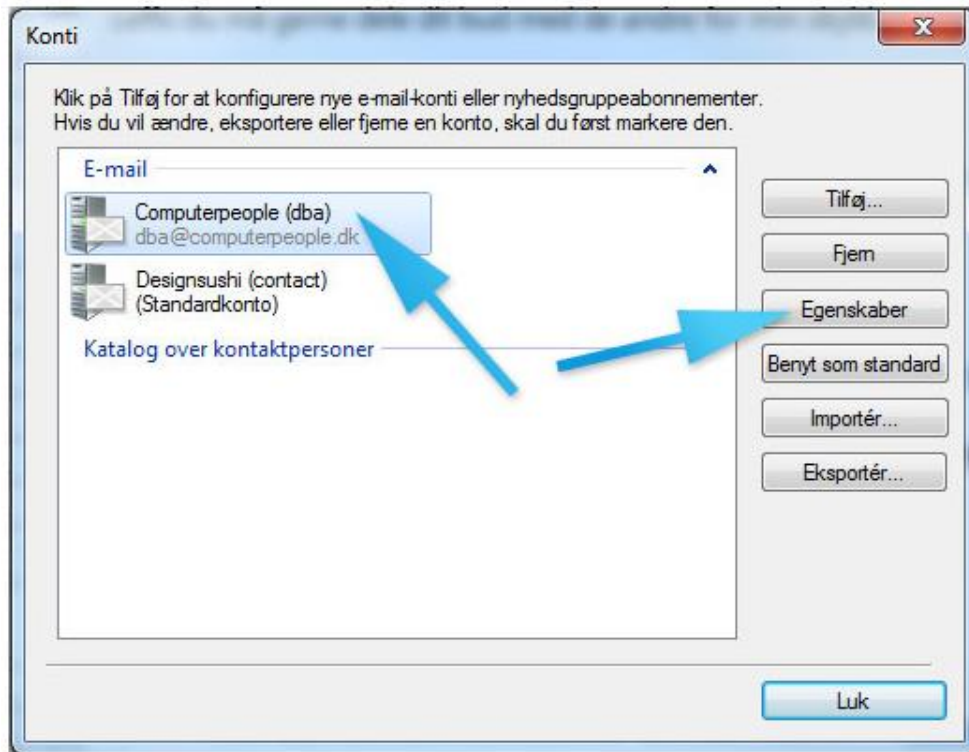 Konti
Klik på Tilføj for at konfigurere nye e-mail-konti eller nyhedsgruppeabonnementer.
Hvis du vil ændre, eksportere eller fjerne en konto, skal du først markere den.
E-mail
Computerpeople (dba)
dba@computerpeople.dk
Designsushi (contact)
(Standardkonto)
Katalog over kontaktpersoner
Tilføj...
Fjern
Egenskaber
Benyt som standard
Importér...
Eksportér...
Luk